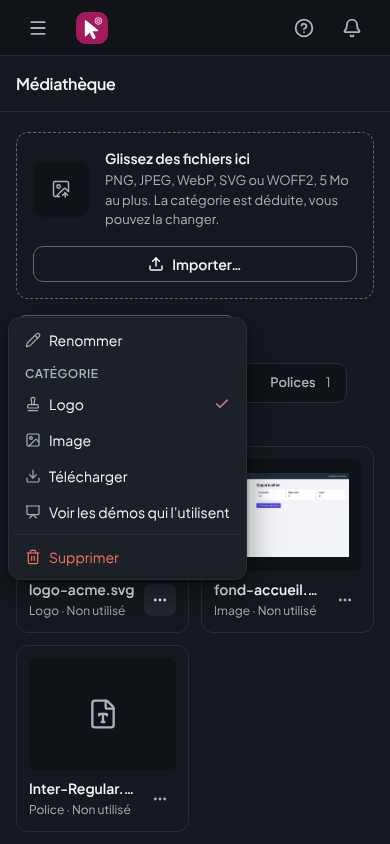 Médiathèque
Glissez des fichiers ici
PNG, JPEG, WebP, SVG ou WOFF2, 5 Mo
au plus. La catégorie est déduite, vous
pouvez la changer.
Importer…
Renommer
CATÉGORIE
Logo
Image
Télécharger
Voir les démos qui l'utilisent
Supprimer
Polices 1
logo-acme.svg
Logo · Non utilisé
fond-accueil.…
Image · Non utilisé
Inter-Regular.…
Police · Non utilisé